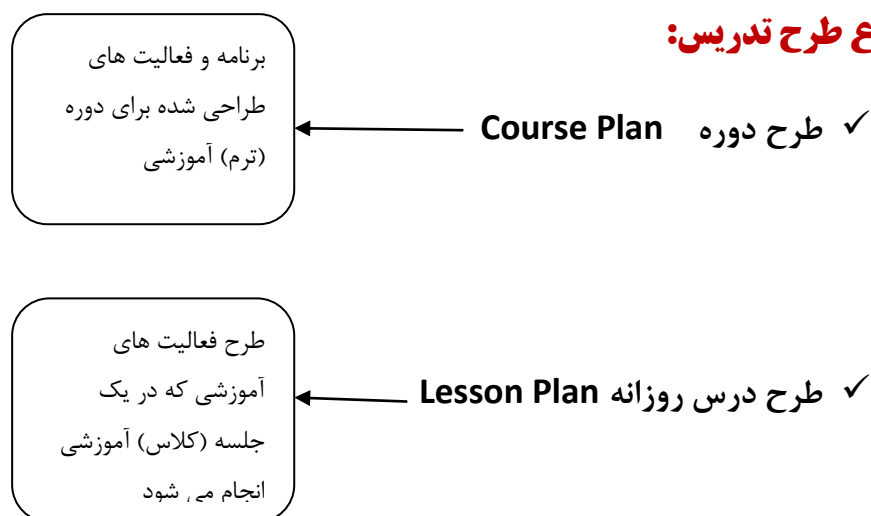 ع طرح تدریس:
✓ طرح دوره Course Plan
برنامه و فعالیت های
طراحی شده برای دوره
(ترم) آموزشی
✓ طرح درس روزانه Lesson Plan
طرح فعالیت های
آموزشی که در یک
جلسه (کلاس) آموزشی
انجام می شود